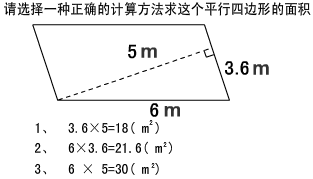 请选择一种正确的计算方法求这个平行四边形的面积
5 m
3.6 m
6 m
1、 3.6×5=18( m²)
2、 6×3.6=21.6( m²)
3、 6 × 5=30( m²)